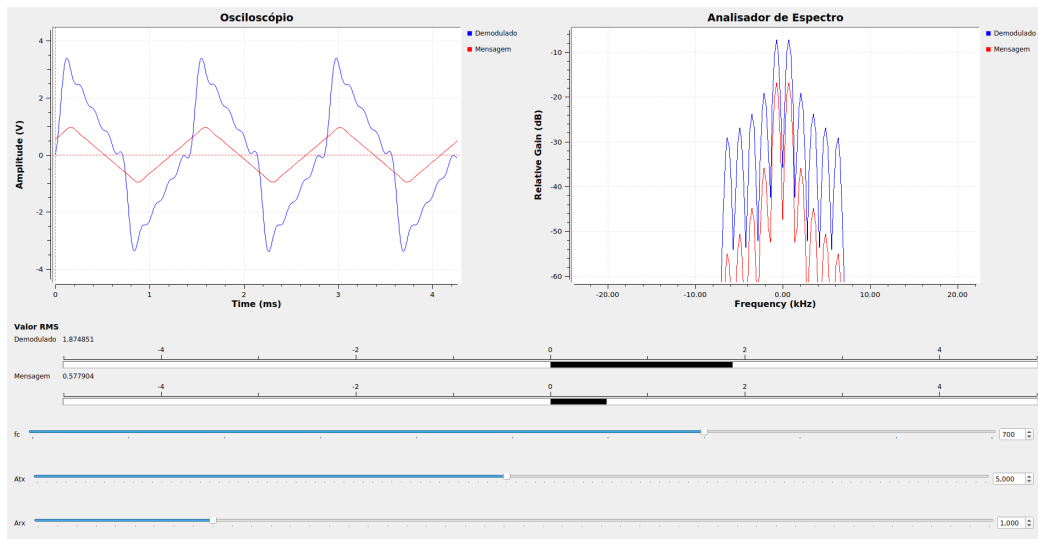 Osciloscópio
Demodulado
Mensagem
Amplitude (V)
4
2
0
-2
-4
0
1
2
3
4
Time (ms)
Analisador de Espectro
Demodulado
Mensagem
Relative Gain (dB)
-10
-20
-30
-40
-50
-60
-20.00
-10.00
0.00
10.00
20.00
Frequency (kHz)
Valor RMS
Demodulado 1.874851
-4 -2 0 2 4
Mensagem 0.577904
-4 -2 0 2 4
fc 700
Atx 5,000
Arx 1,000